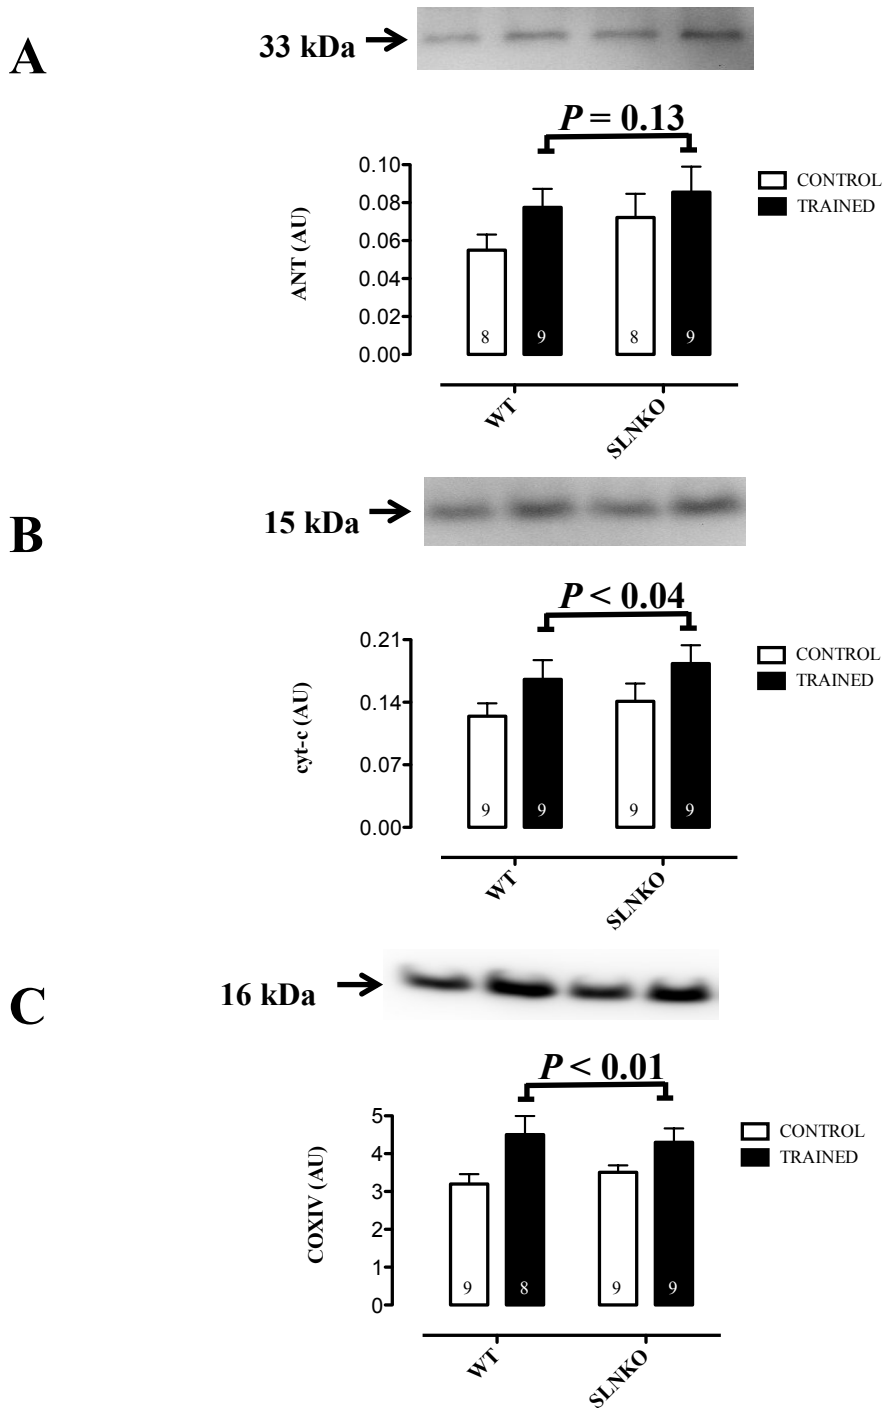 A
33 kDa
P = 0.13
0.10
0.08
0.06
0.04
0.02
0.00
ANT (AU)
8
9
8
9
WT
SLNKO
CONTROL
TRAINED
B
15 kDa
P < 0.04
0.21
0.14
0.07
0.00
cyt-c (AU)
9
9
9
9
WT
SLNKO
CONTROL
TRAINED
C
16 kDa
P < 0.01
5
4
3
2
1
0
COXIV (AU)
9
8
9
9
WT
SLNKO
CONTROL
TRAINED